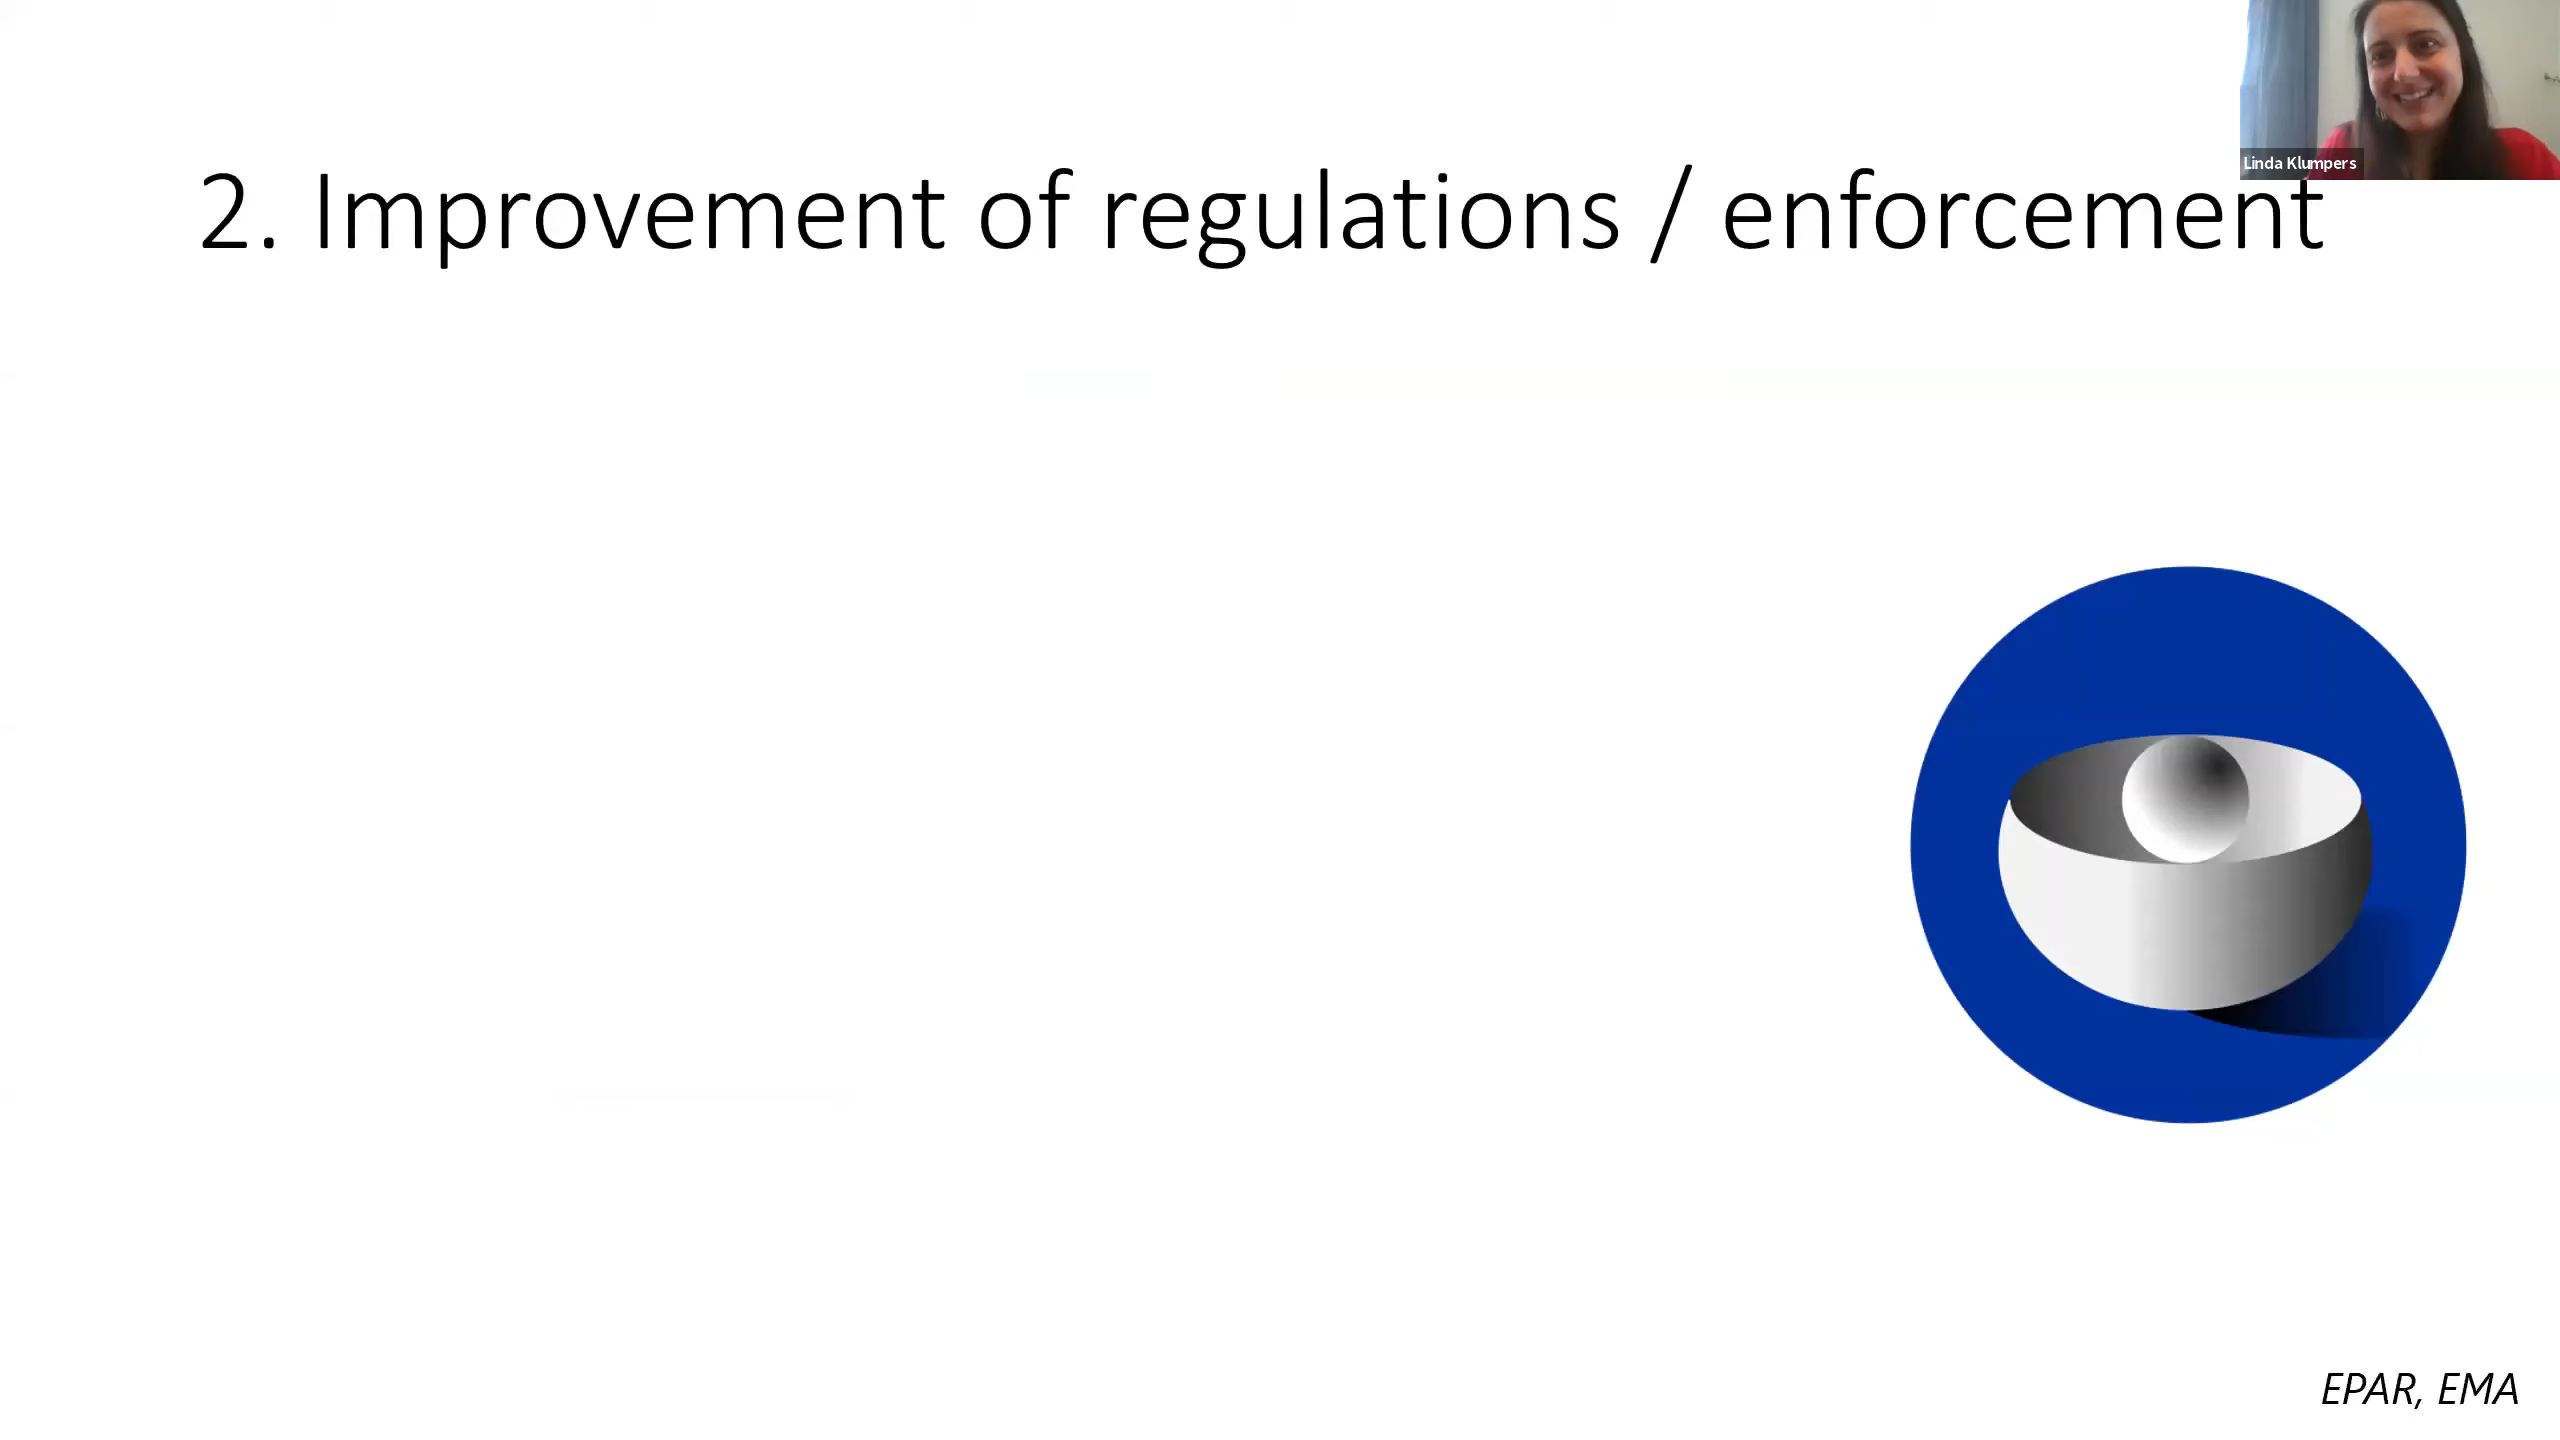 Linda Klumpers
2. Improvement of regulations / enforcement
EPAR, EMA